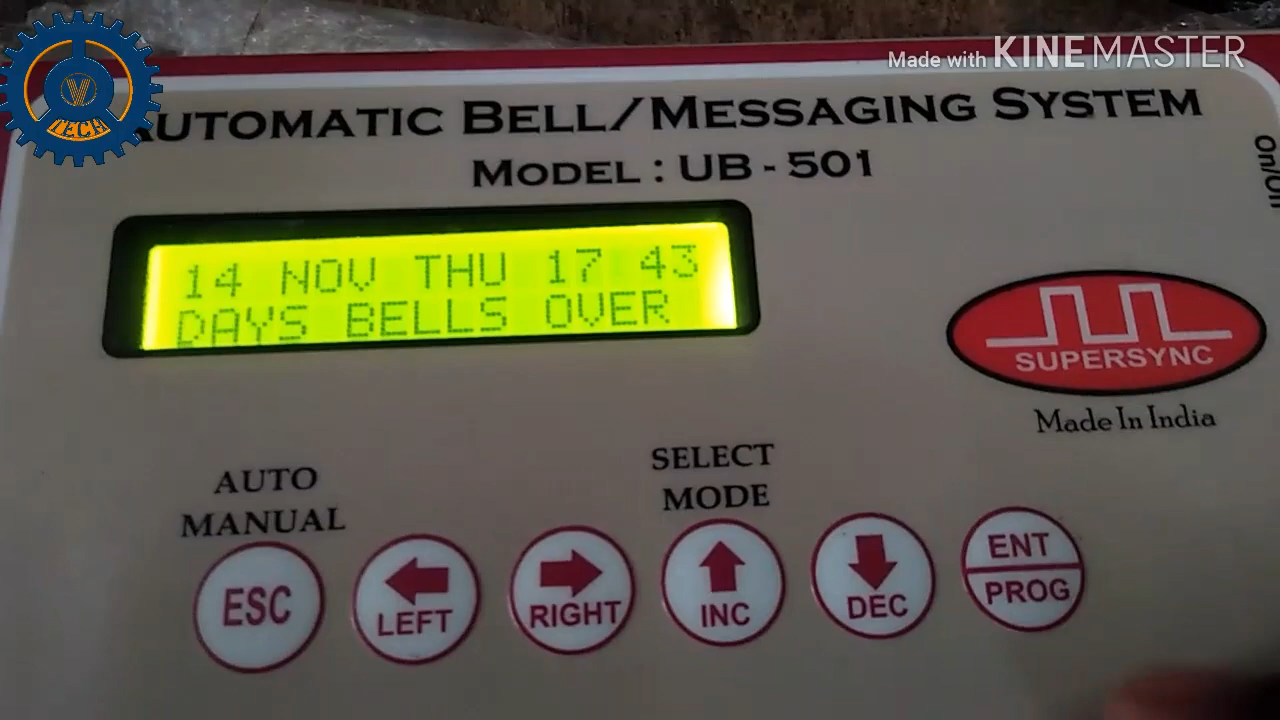 Made with KINEMASTER
V
TECH
AUTOMATIC BELL/MESSAGING SYSTEM
MODEL : UB - 501
On/Off
14 NOV THU 17 43
DAYS BELLS OVER
SUPERSYNC
Made In India
AUTO
MANUAL
SELECT
MODE
ESC
LEFT
RIGHT
INC
DEC
ENT
PROG